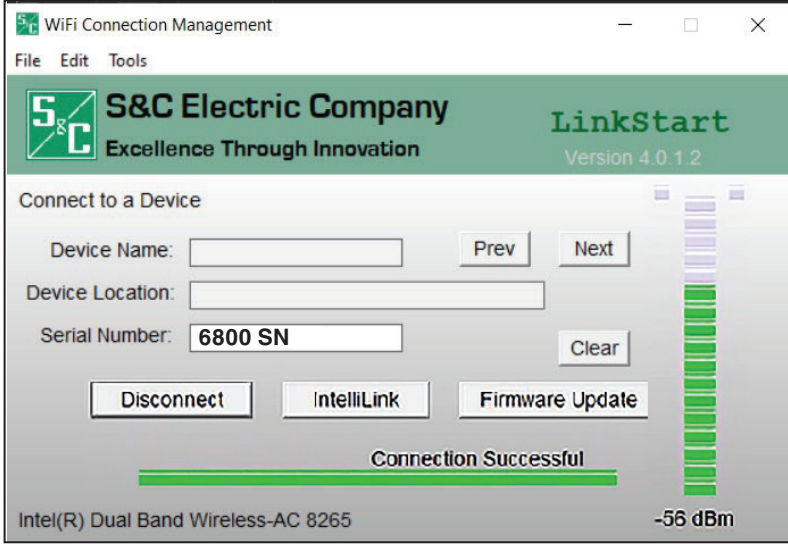 WiFi Connection Management
File Edit Tools
S&C
S&C Electric Company
Excellence Through Innovation
LinkStart
Version 4.0.1.2
Connect to a Device
Device Name:
Prev
Next
Device Location:
Serial Number:
6800 SN
Clear
Disconnect
IntelliLink
Firmware Update
Connection Successful
Intel(R) Dual Band Wireless-AC 8265
-56 dBm